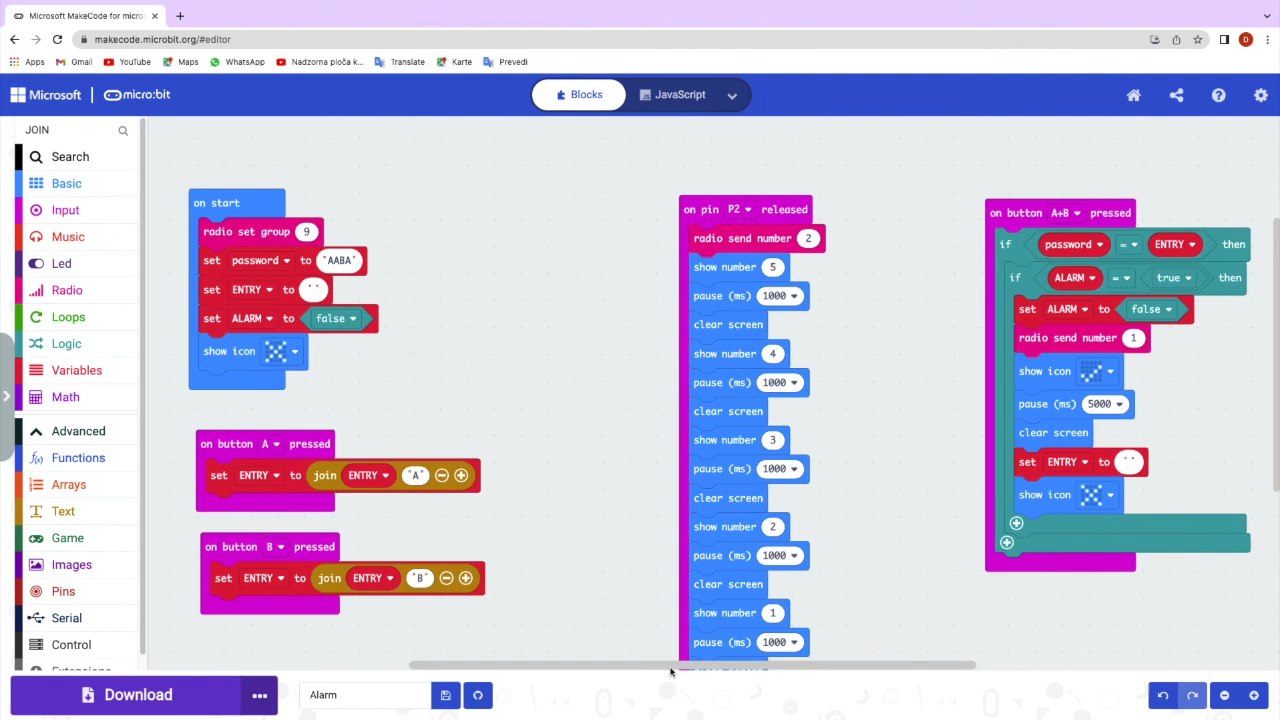 Microsoft MakeCode for micro:
makecode.microbit.org/#editor
D
Apps Gmail YouTube Maps WhatsApp Nadzorna ploča k... Translate Karte Prevedi
Microsoft micro:bit Blocks JavaScript
JOIN
Search
Basic
Input
Music
Led
Radio
Loops
Logic
Variables
Math
Advanced
Functions
Arrays
Text
Game
Images
Pins
Serial
Control
Extensions
on start
radio set group 9
set password to "AABA"
set ENTRY to " "
set ALARM to false
show icon
on button A pressed
set ENTRY to join ENTRY "A"
on button B pressed
set ENTRY to join ENTRY "B"
on pin P2 released
radio send number 2
show number 5
pause (ms) 1000
clear screen
show number 4
pause (ms) 1000
clear screen
show number 3
pause (ms) 1000
clear screen
show number 2
pause (ms) 1000
clear screen
show number 1
pause (ms) 1000
on button A+B pressed
if password = ENTRY then
if ALARM = true then
set ALARM to false
radio send number 1
show icon
pause (ms) 5000
clear screen
set ENTRY to " "
show icon
Download ••• Alarm